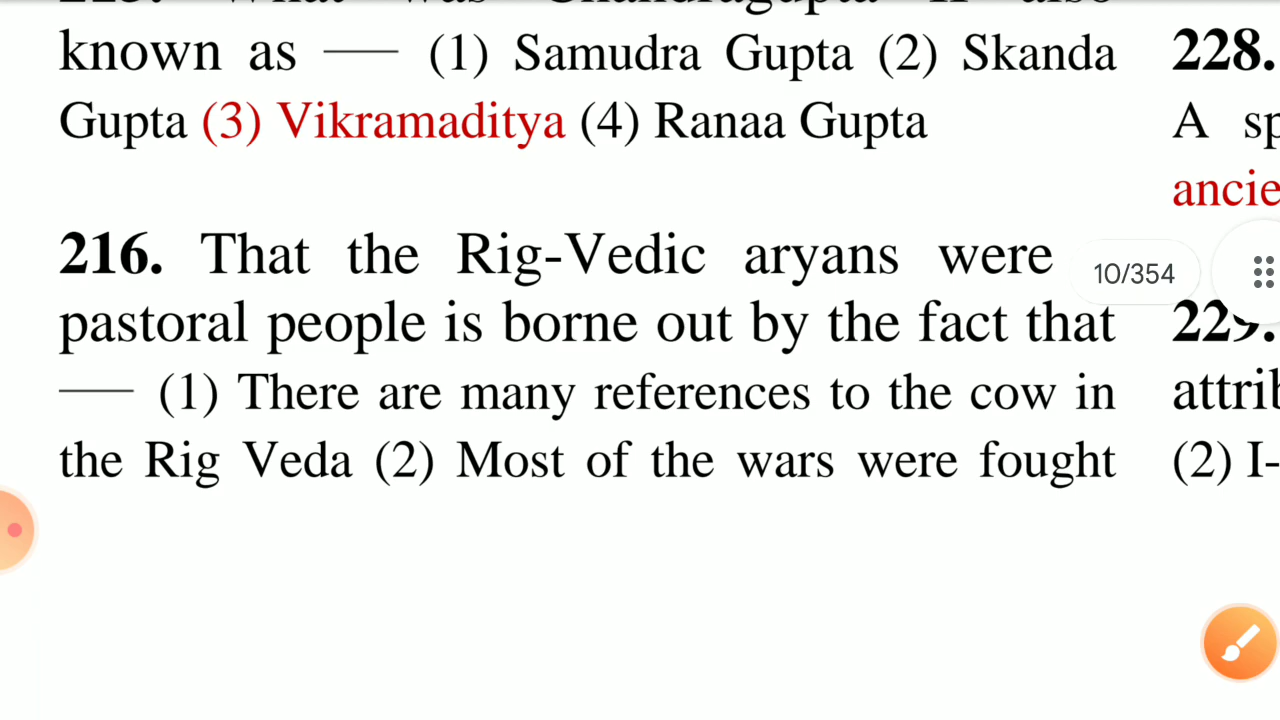 known as — (1) Samudra Gupta (2) Skanda
Gupta (3) Vikramaditya (4) Ranaa Gupta
216. That the Rig-Vedic aryans were
pastoral people is borne out by the fact that
— (1) There are many references to the cow in
the Rig Veda (2) Most of the wars were fought
228.
A sp
ancie
10/354
229.
attrib
(2) I-